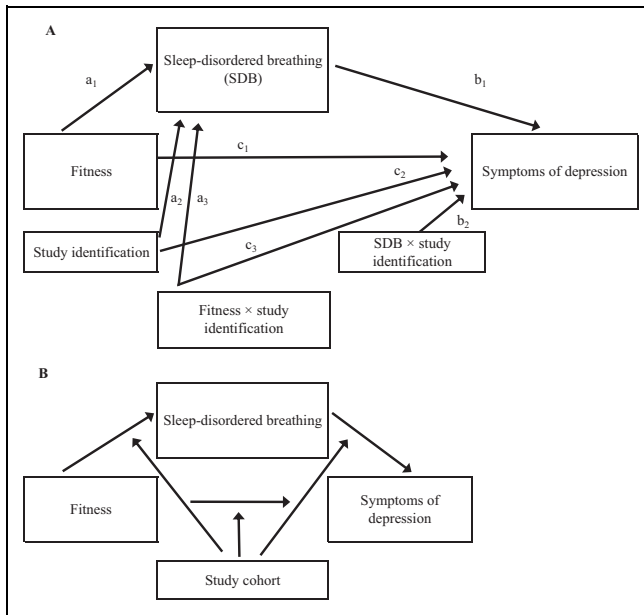 A
Sleep-disordered breathing
(SDB)
a1
b1
Fitness
c1
Symptoms of depression
c2
a2
a3
Study identification
c3
b2
SDB × study
identification
Fitness × study
identification
B
Sleep-disordered breathing
Fitness
Symptoms of
depression
Study cohort